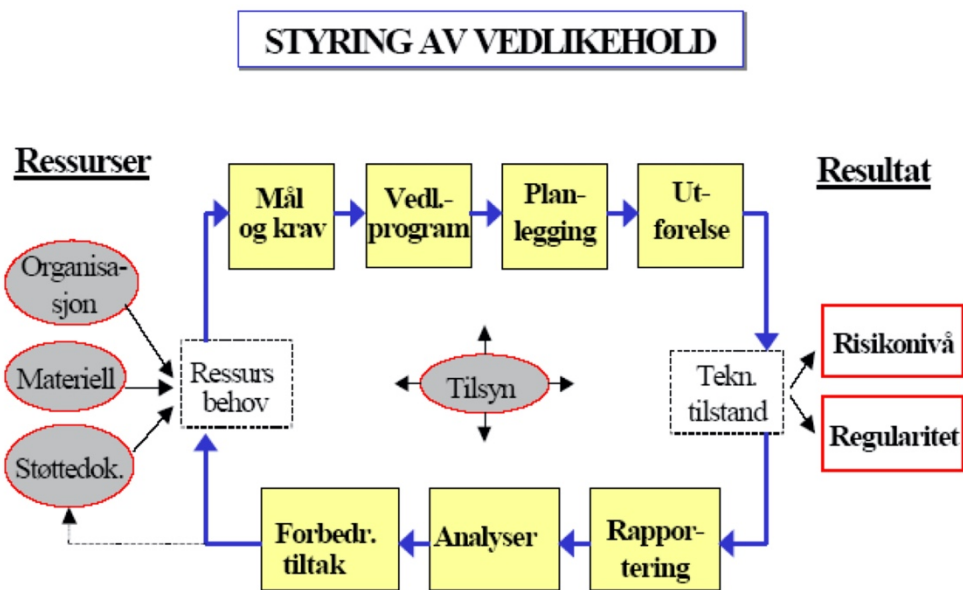 STYRING AV VEDLIKEHOLD
Ressurser
Resultat
Mål
og krav
Vedl.-
program
Plan-
legging
Ut-
førelse
Organisa-
sjon
Materiell
Støttedok.
Ressurs
behov
Tilsyn
Tekn.
tilstand
Risikonivå
Regularitet
Forbedr.
tiltak
Analyser
Rappor-
tering